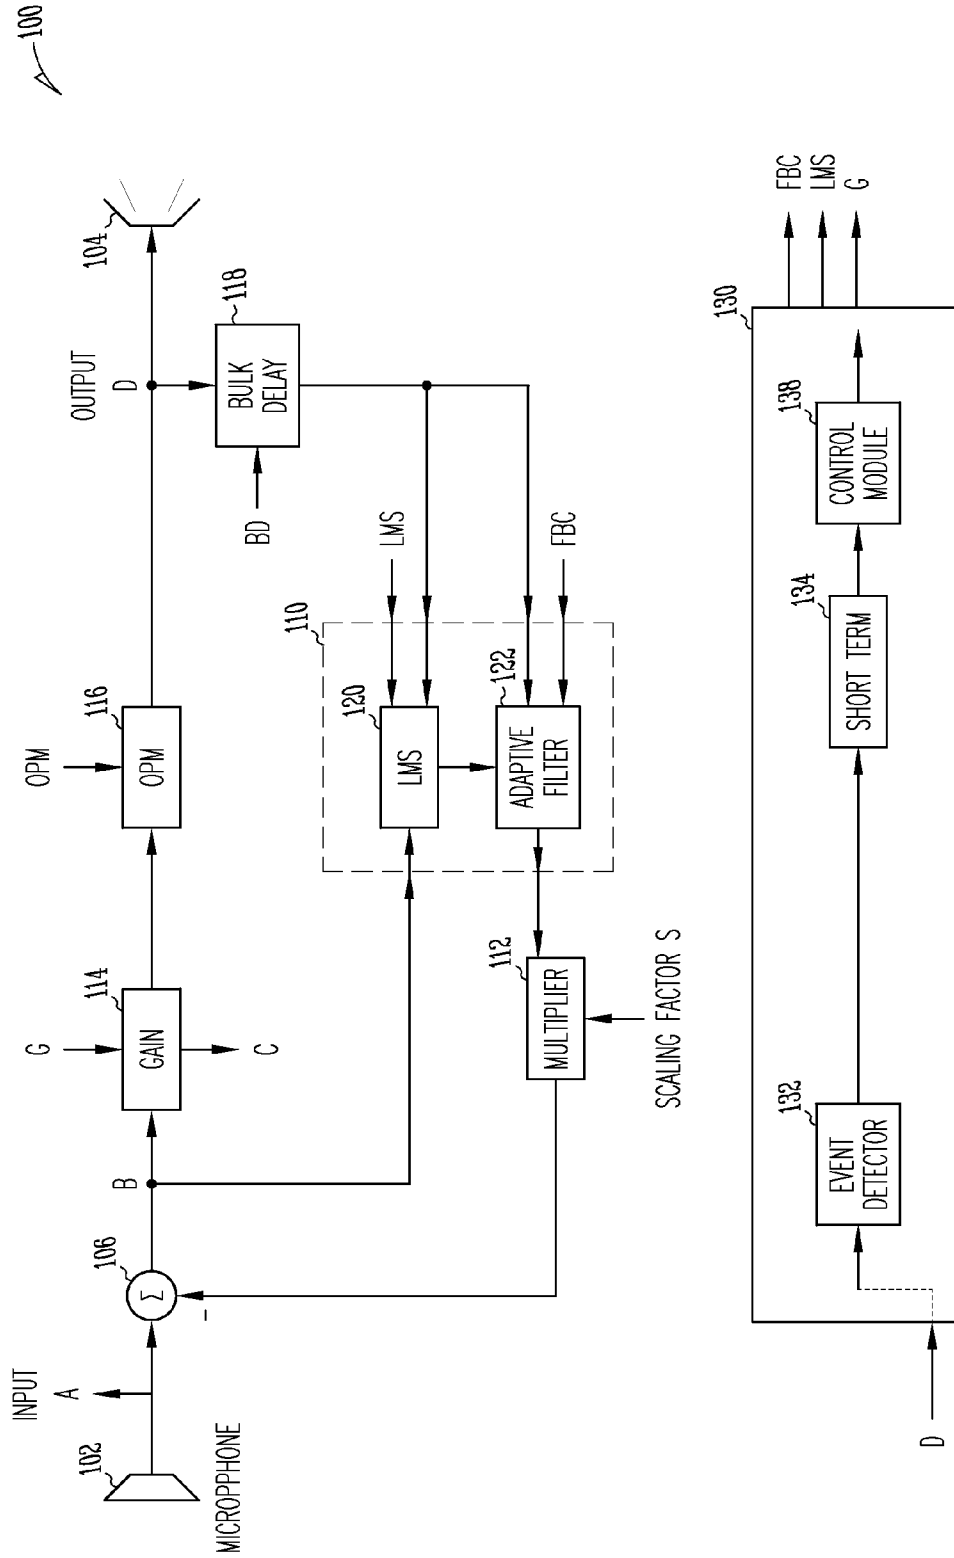 100
104
OUTPUT
D
118
BULK
DELAY
BD
OPM
116
OPM
LMS
FBC
110
120
LMS
122
ADAPTIVE
FILTER
G
114
GAIN
C
112
MULTIPLIER
SCALING FACTOR S
B
106
Σ
-
INPUT
A
102
MICROPPHONE
130
FBC
LMS
G
138
CONTROL
MODULE
134
SHORT TERM
132
EVENT
DETECTOR
D